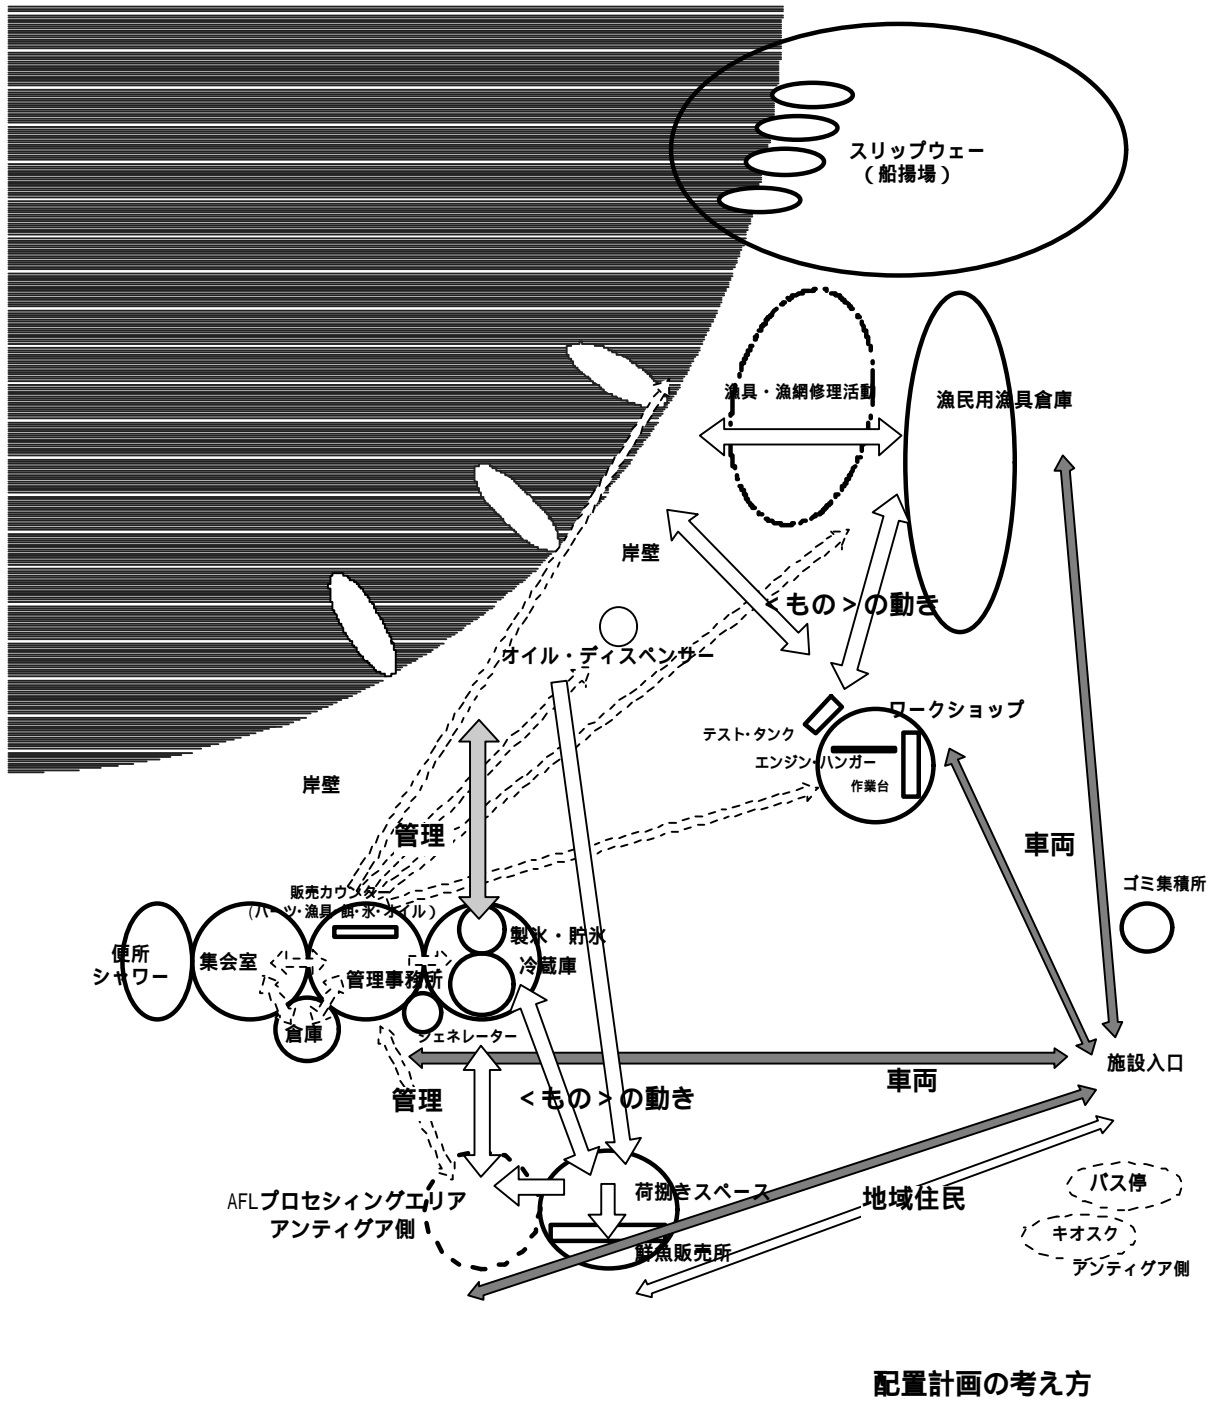 スリップウェー
（船揚場）
漁具・漁網修理活動
漁民用漁具倉庫
岸壁
＜もの＞の動き
オイル・ディスペンサー
ワークショップ
テスト・タンク
エンジン・ハンガー
作業台
岸壁
管理
車両
ゴミ集積所
販売カウンター
（パーツ・漁具・餌・氷・オイル）
便所
シャワー
集会室
管理事務所
製氷・貯氷
冷蔵庫
倉庫
ジェネレーター
施設入口
車両
管理
＜もの＞の動き
AFLプロセシィングエリア
アンティグア側
荷捌きスペース
鮮魚販売所
地域住民
バス停
キオスク
アンティグア側
配置計画の考え方